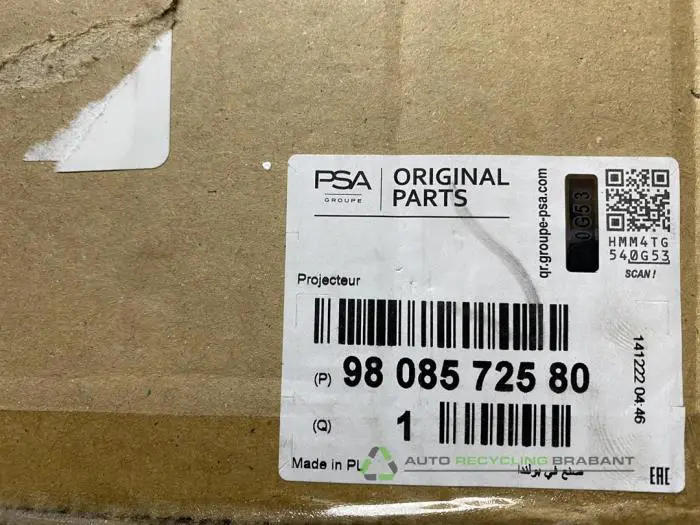 PSA
GROUPE
ORIGINAL
PARTS
qr.groupe-psa.com
0G53
HMM4TG
540G53
SCAN!
Projecteur
(P) 98 085 725 80
141222 04:46
(Q) 1
Made in PL
AUTO RECYCLING BRABANT
صنع في بولندا
EAC